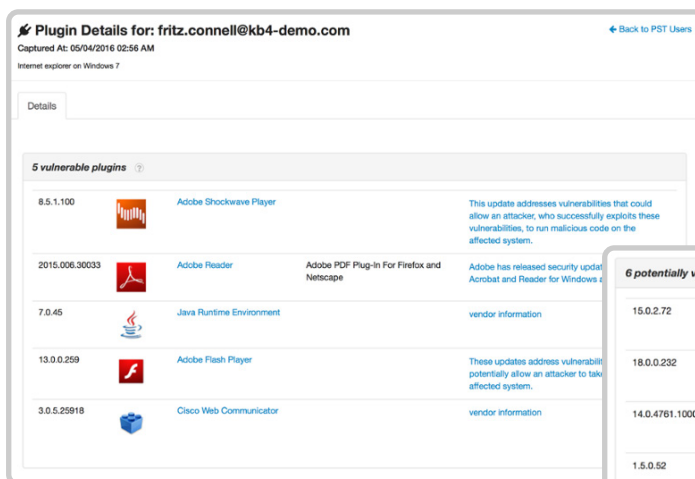 Plugin Details for: fritz.connell@kb4-demo.com
Back to PST Users
Captured At: 05/04/2016 02:56 AM
Internet explorer on Windows 7
Details
5 vulnerable plugins ?
8.5.1.100
Adobe Shockwave Player
This update addresses vulnerabilities that could
allow an attacker, who successfully exploits these
vulnerabilities, to run malicious code on the
affected system.
2015.006.30033
Adobe Reader
Adobe PDF Plug-In For Firefox and
Netscape
Adobe has released security updat
Acrobat and Reader for Windows a
7.0.45
Java Runtime Environment
vendor information
13.0.0.259
Adobe Flash Player
These updates address vulnerabilit
potentially allow an attacker to take
affected system.
3.0.5.25918
Cisco Web Communicator
vendor information
6 potentially v
15.0.2.72
18.0.0.232
14.0.4761.1000
1.5.0.52